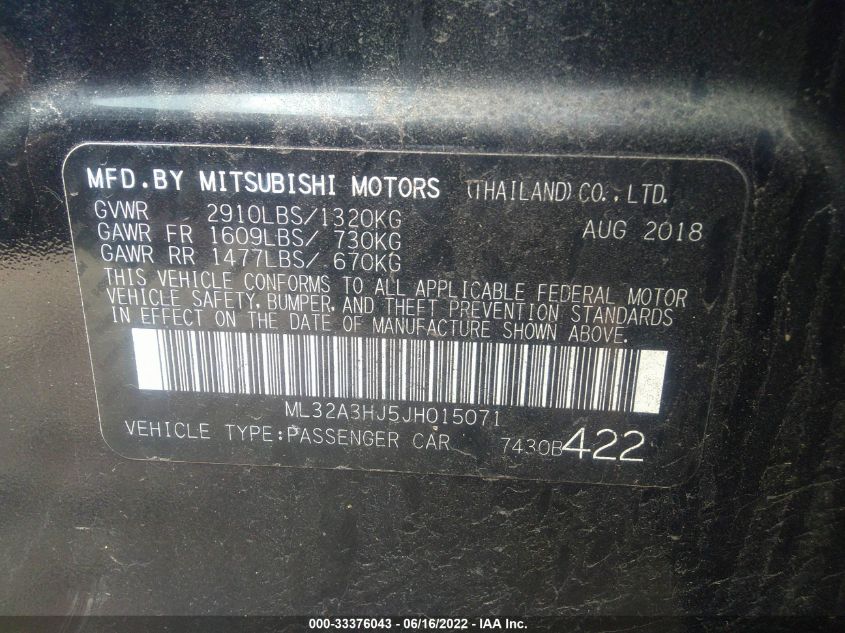 MFD.BY MITSUBISHI MOTORS (THAILAND) CO., LTD.
GVWR 2910LBS/1320KG AUG 2018
GAWR FR 1609LBS/ 730KG
GAWR RR 1477LBS/ 670KG
THIS VEHICLE CONFORMS TO ALL APPLICABLE FEDERAL MOTOR
VEHICLE SAFETY, BUMPER, AND THEFT PREVENTION STANDARDS
IN EFFECT ON THE DATE OF MANUFACTURE SHOWN ABOVE.
ML32A3HJ5JH015071
VEHICLE TYPE:PASSENGER CAR 7430B422
000-33376043 - 06/16/2022 - IAA Inc.